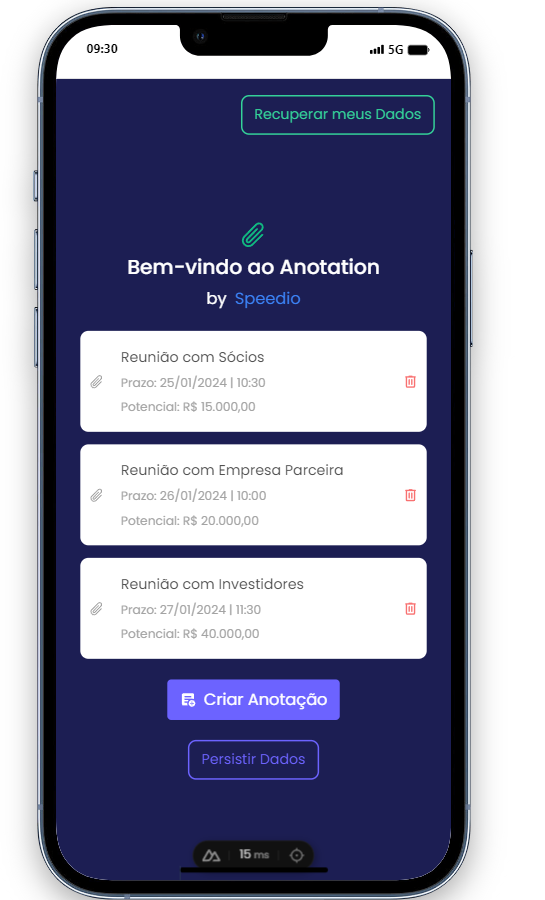 09:30 5G
Recuperar meus Dados
Bem-vindo ao Anotation
by Speedio
Reunião com Sócios
Prazo: 25/01/2024 | 10:30
Potencial: R$ 15.000,00
Reunião com Empresa Parceira
Prazo: 26/01/2024 | 10:00
Potencial: R$ 20.000,00
Reunião com Investidores
Prazo: 27/01/2024 | 11:30
Potencial: R$ 40.000,00
Criar Anotação
Persistir Dados
15 ms